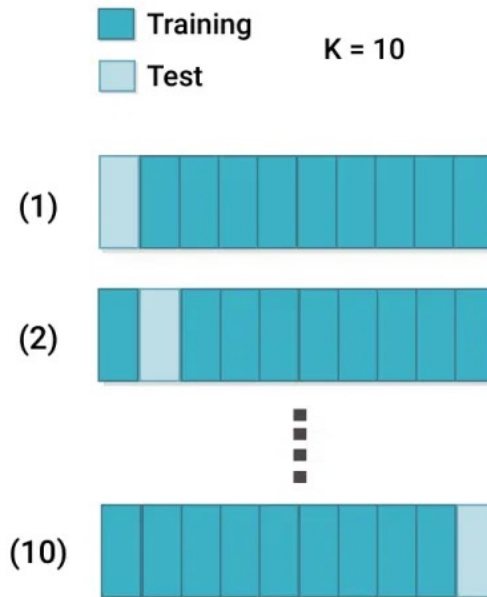 Training
K = 10
Test
(1)
(2)
(10)